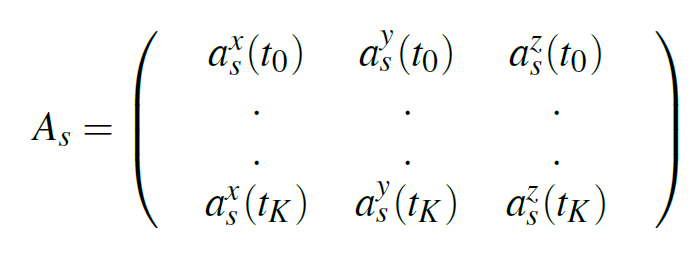 a_s^x(t_0) a_s^y(t_0) a_s^z(t_0)
. . .
A_s =
. . .
a_s^x(t_K) a_s^y(t_K) a_s^z(t_K)